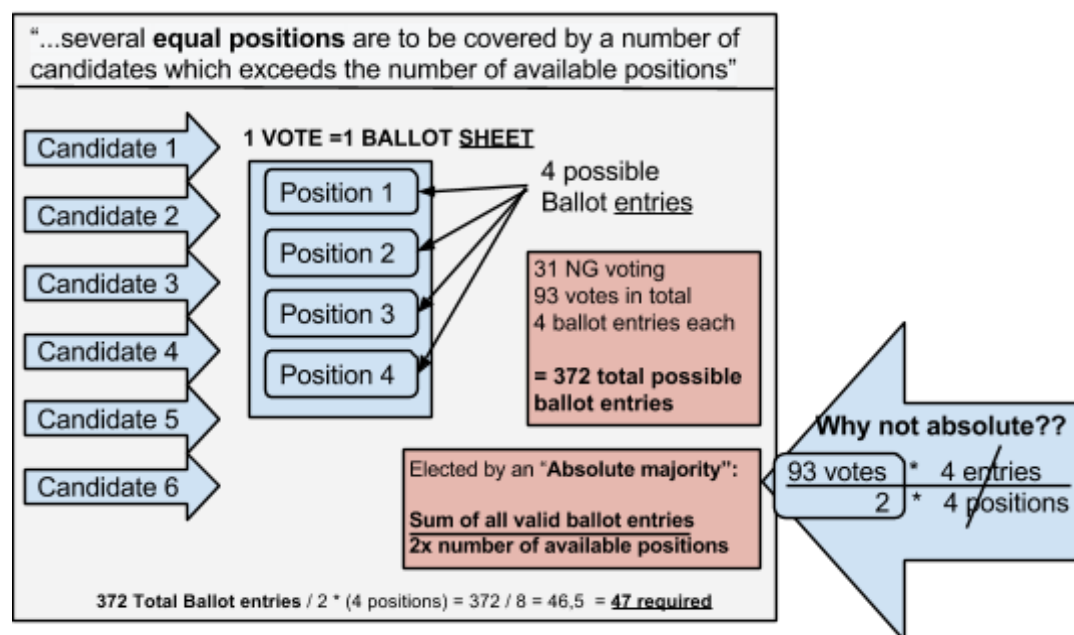 “...several equal positions are to be covered by a number of
candidates which exceeds the number of available positions”
1 VOTE =1 BALLOT SHEET
Candidate 1
Candidate 2
Candidate 3
Candidate 4
Candidate 5
Candidate 6
Position 1
Position 2
Position 3
Position 4
4 possible
Ballot entries
31 NG voting
93 votes in total
4 ballot entries each
= 372 total possible
ballot entries
Elected by an “Absolute majority”:
Sum of all valid ballot entries
2x number of available positions
Why not absolute??
93 votes * 4 entries
2 * 4 positions
372 Total Ballot entries / 2 * (4 positions) = 372 / 8 = 46,5 = 47 required